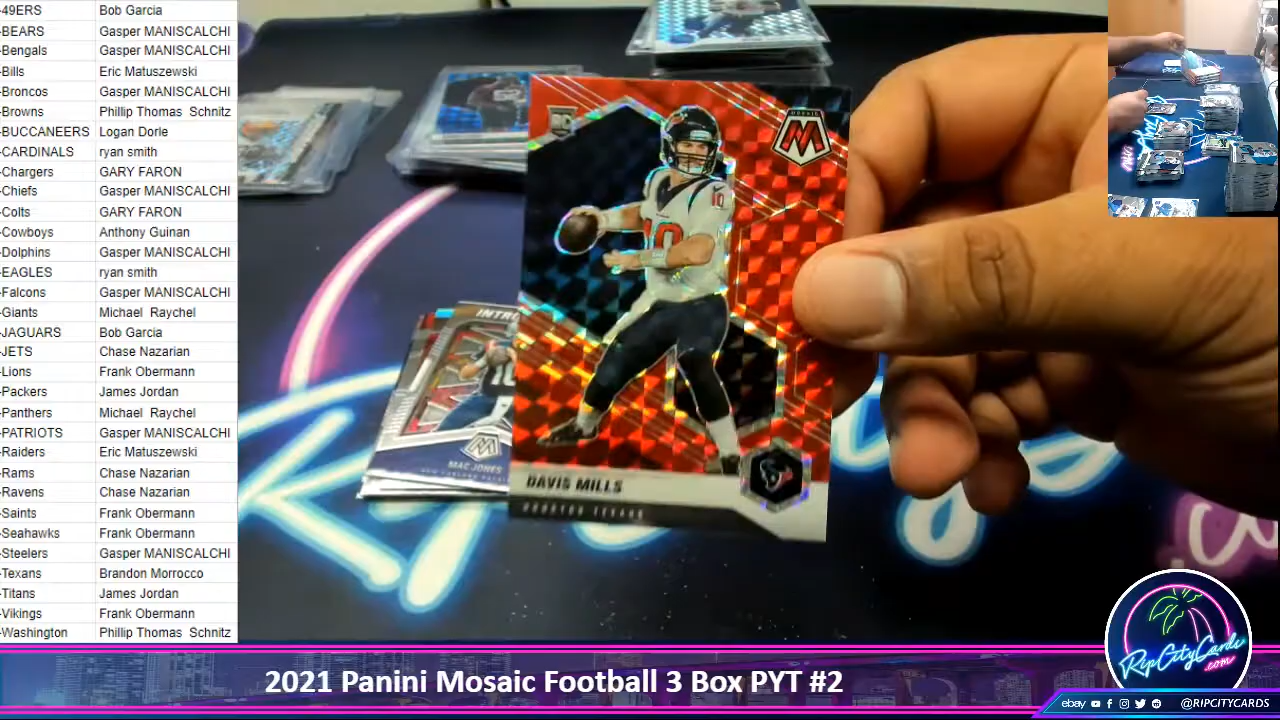 -49ERS Bob Garcia
-BEARS Gasper MANISCALCHI
-Bengals Gasper MANISCALCHI
-Bills Eric Matuszewski
-Broncos Gasper MANISCALCHI
-Browns Phillip Thomas Schnitz
-BUCCANEERS Logan Dorie
-CARDINALS ryan smith
-Chargers GARY FARON
-Chiefs Gasper MANISCALCHI
-Colts GARY FARON
-Cowboys Anthony Guinan
-Dolphins Gasper MANISCALCHI
-EAGLES ryan smith
-Falcons Gasper MANISCALCHI
-Giants Michael Raychel
-JAGUARS Bob Garcia
-JETS Chase Nazarian
-Lions Frank Obermann
-Packers James Jordan
-Panthers Michael Raychel
-PATRIOTS Gasper MANISCALCHI
-Raiders Eric Matuszewski
-Rams Chase Nazarian
-Ravens Chase Nazarian
-Saints Frank Obermann
-Seahawks Frank Obermann
-Steelers Gasper MANISCALCHI
-Texans Brandon Morrocco
-Titans James Jordan
-Vikings Frank Obermann
-Washington Phillip Thomas Schnitz
RC
M
10
DAVIS MILLS
HOUSTON TEXANS
INTRO
MAC JONES
RipCityCards
.com
2021 Panini Mosaic Football 3 Box PYT #2
ebay @RIPCITYCARDS